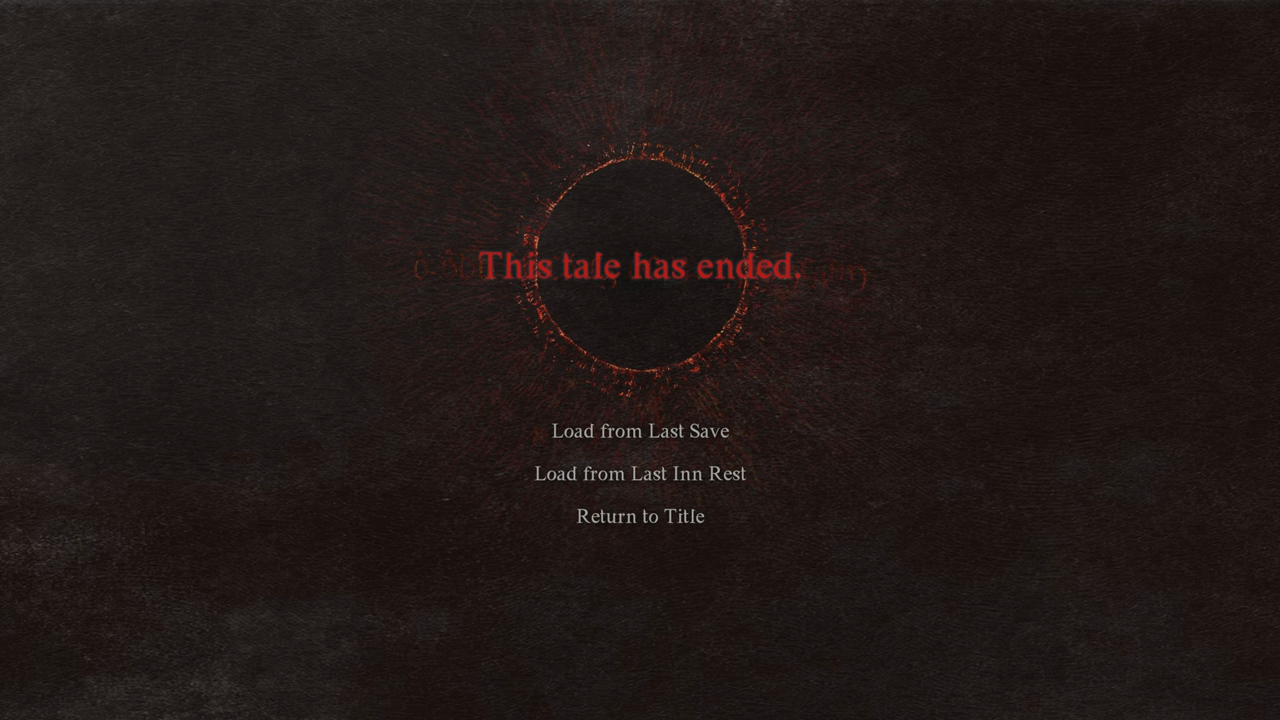 This tale has ended.
Load from Last Save
Load from Last Inn Rest
Return to Title